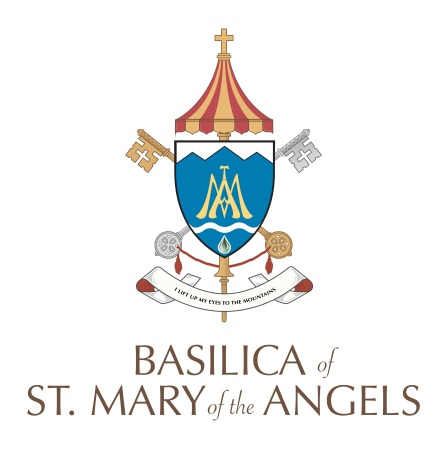 I LIFT UP MY EYES TO THE MOUNTAINS
BASILICA of
ST. MARY of the ANGELS